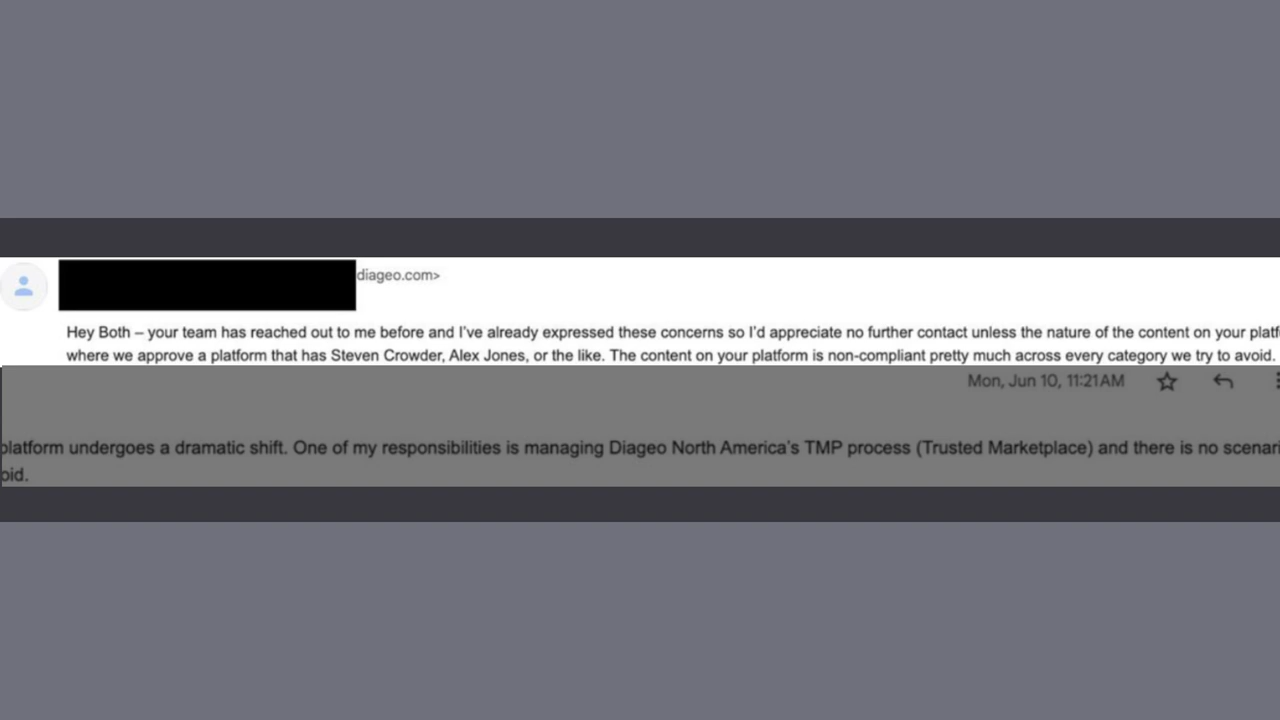 diageo.com>
Hey Both – your team has reached out to me before and I've already expressed these concerns so I'd appreciate no further contact unless the nature of the content on your platf
where we approve a platform that has Steven Crowder, Alex Jones, or the like. The content on your platform is non-compliant pretty much across every category we try to avoid.
Mon, Jun 10, 11:21AM
platform undergoes a dramatic shift. One of my responsibilities is managing Diageo North America's TMP process (Trusted Marketplace) and there is no scenari
oid.